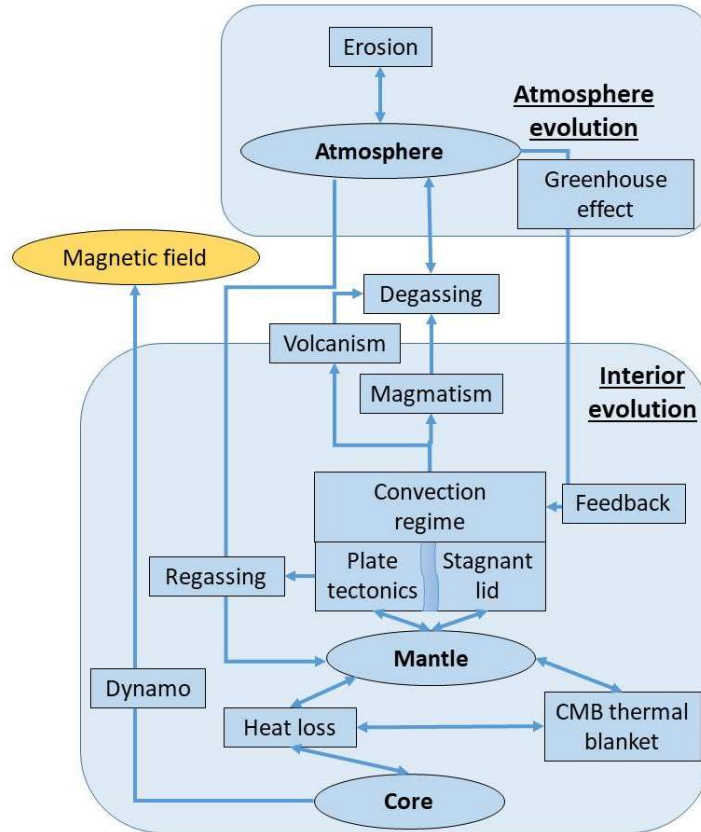 Erosion
Atmosphere
evolution
Atmosphere
Greenhouse
effect
Magnetic field
Degassing
Volcanism
Interior
evolution
Magmatism
Convection
regime
Feedback
Plate
tectonics
Stagnant
lid
Regassing
Mantle
Dynamo
Heat loss
CMB thermal
blanket
Core